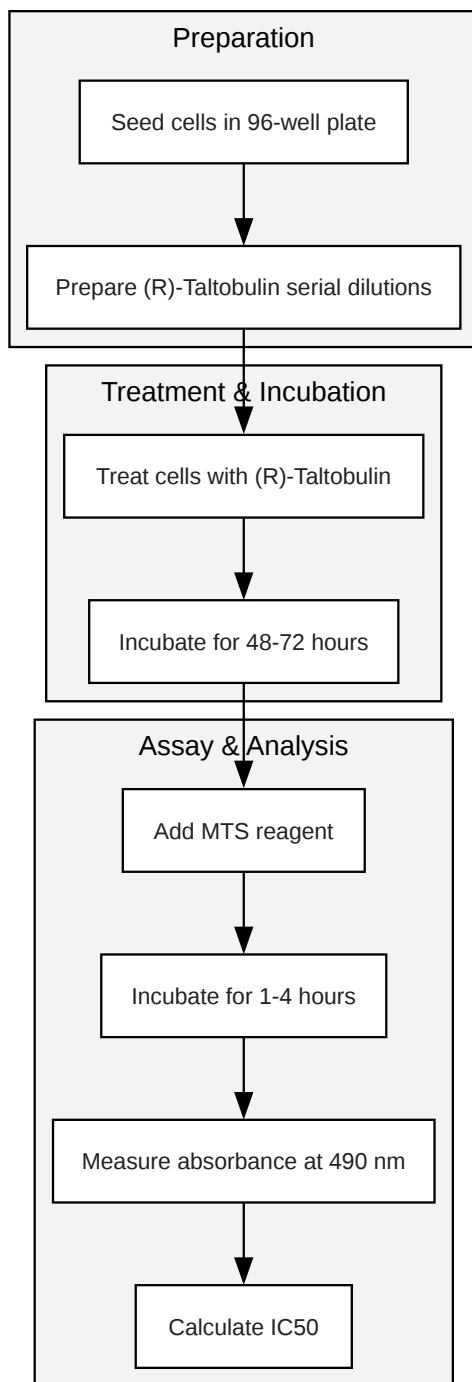 Preparation
Seed cells in 96-well plate
Prepare (R)-Taltobulin serial dilutions
Treatment & Incubation
Treat cells with (R)-Taltobulin
Incubate for 48-72 hours
Assay & Analysis
Add MTS reagent
Incubate for 1-4 hours
Measure absorbance at 490 nm
Calculate IC50